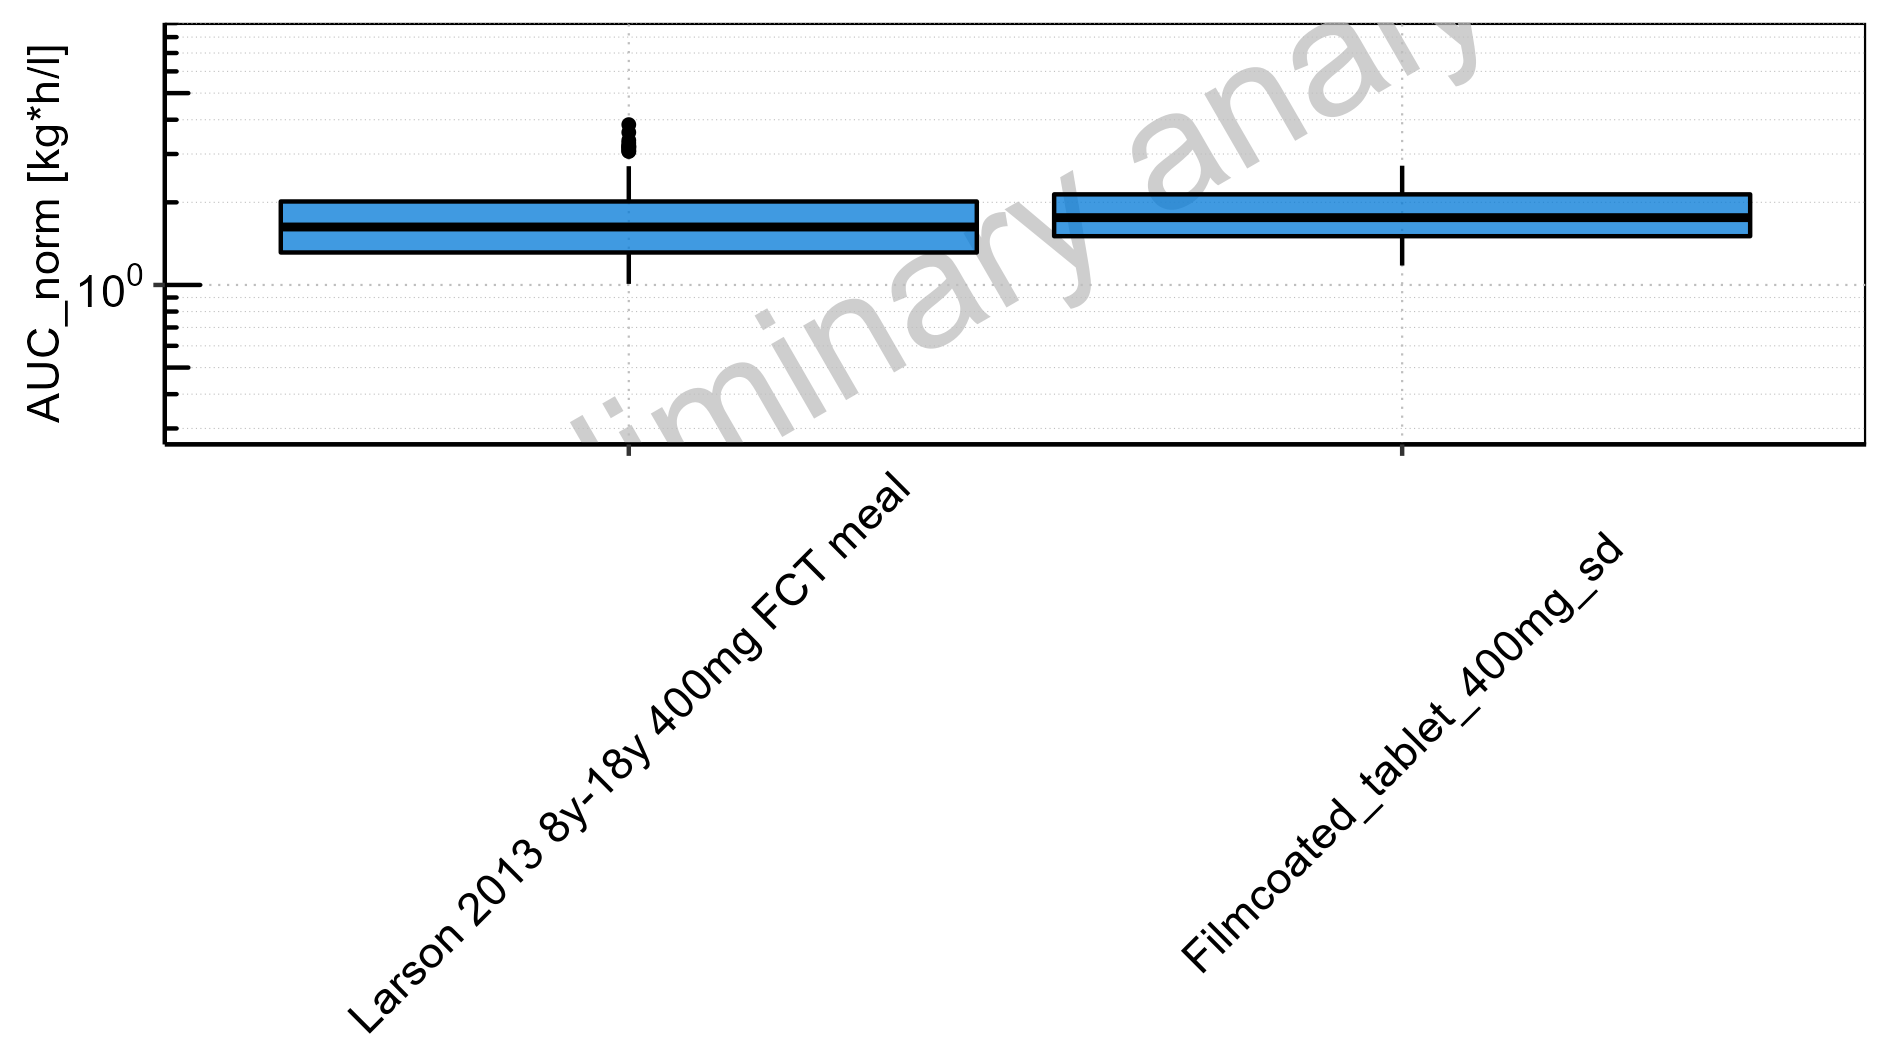 AUC_norm [kg*h/l]
10⁰
liminary analy
Larson 2013 8y-18y 400mg FCT meal
Filmcoated_tablet_400mg_sd